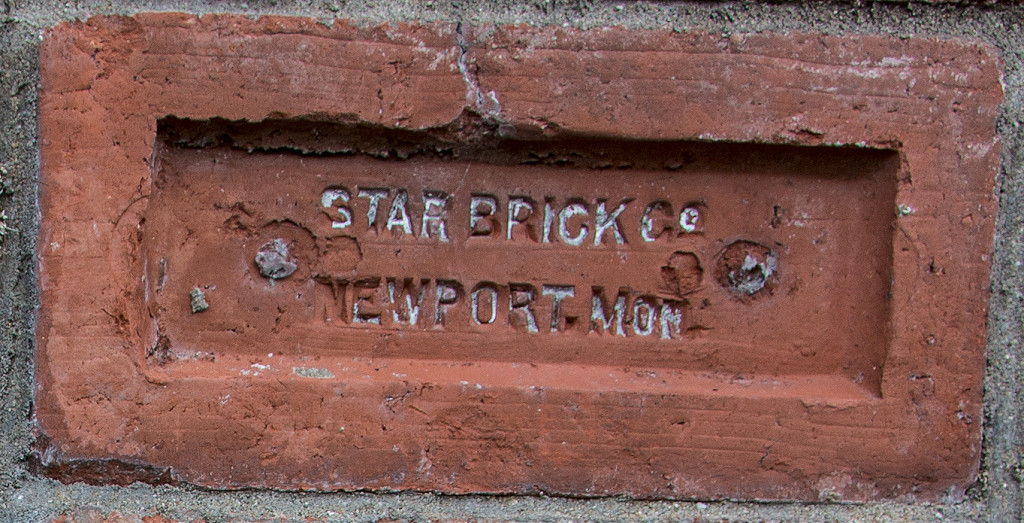 STAR BRICK Co
NEWPORT. MON